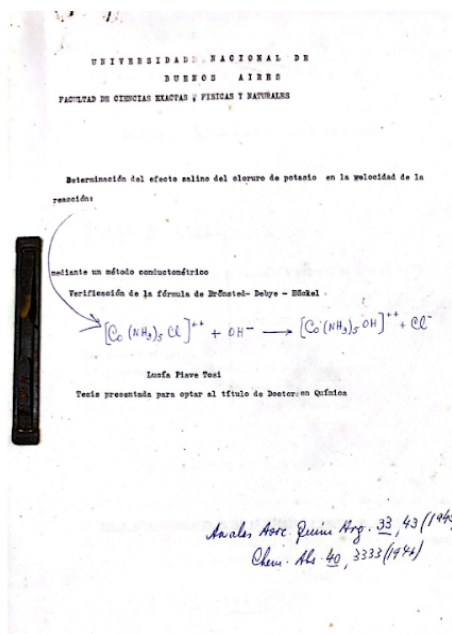 UNIVERSIDAD NACIONAL DE
BUENOS AIRES
FACULTAD DE CIENCIAS EXACTAS, FISICAS Y NATURALES
Determinación del efecto salino del cloruro de potasio en la velocidad de la
reacción:
mediante un método conductométrico
Verificación de la fórmula de Brönsted- Debye - Hückel
[Co (NH₃)₅ Cl]⁺⁺ + OH⁻ ⟶ [Co (NH₃)₅ OH]⁺⁺ + Cl⁻
Lucía Piave Tosi
Tesis presentada para optar al título de Doctor en Química
Anales Asoc. Quim Arg. 33, 43 (194
Chem. Abs. 40, 3333 (1946)